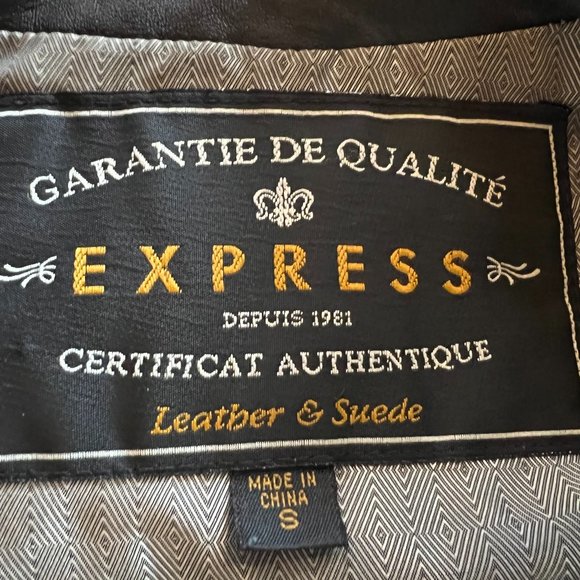 GARANTIE DE QUALITÉ
EXPRESS
DEPUIS 1981
CERTIFICAT AUTHENTIQUE
Leather & Suede
MADE IN
CHINA
S